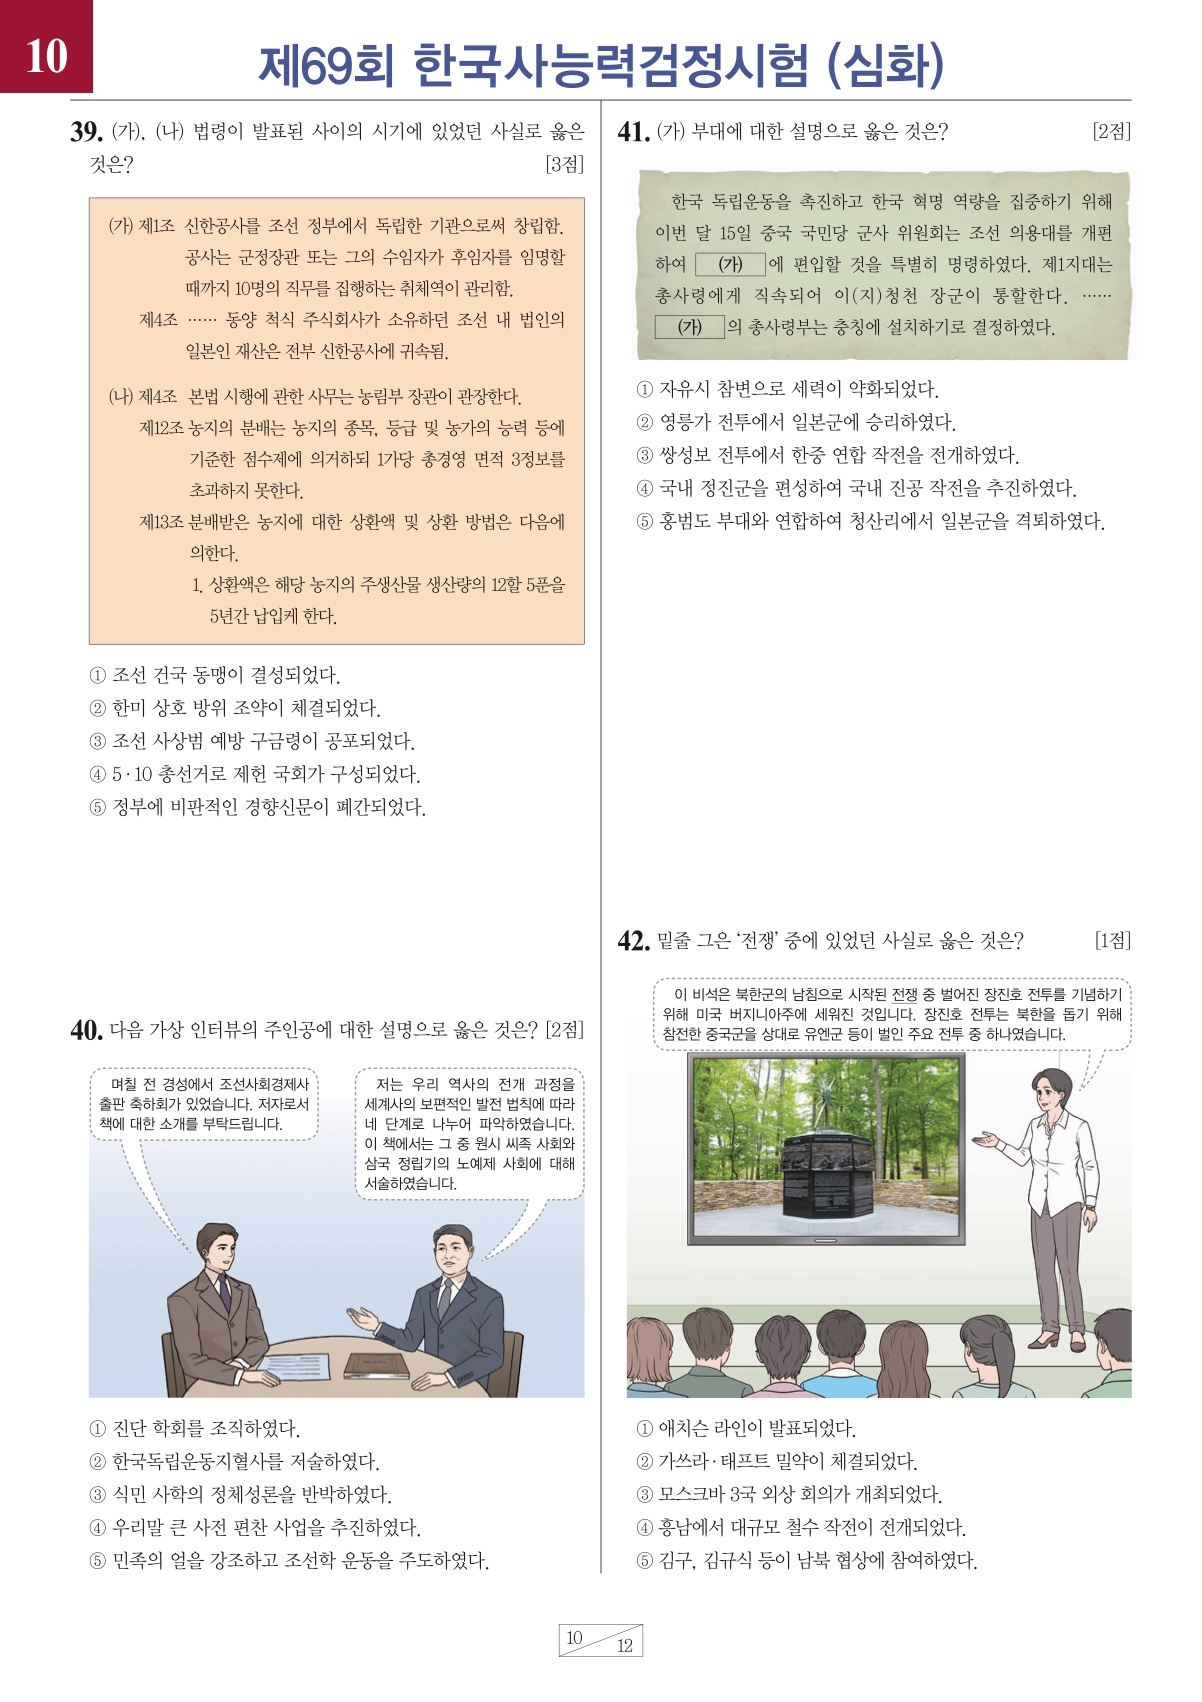 10
제69회 한국사능력검정시험 (심화)
39. (가), (나) 법령이 발표된 사이의 시기에 있었던 사실로 옳은
것은? [3점]
(가) 제1조 신한공사를 조선 정부에서 독립한 기관으로써 창립함.
공사는 군정장관 또는 그의 수임자가 후임자를 임명할
때까지 10명의 직무를 집행하는 취체역이 관리함.
제4조 …… 동양 척식 주식회사가 소유하던 조선 내 법인의
일본인 재산은 전부 신한공사에 귀속됨.
(나) 제4조 본법 시행에 관한 사무는 농림부 장관이 관장한다.
제12조 농지의 분배는 농지의 종목, 등급 및 농가의 능력 등에
기준한 점수제에 의거하되 1가당 총경영 면적 3정보를
초과하지 못한다.
제13조 분배받은 농지에 대한 상환액 및 상환 방법은 다음에
의한다.
1. 상환액은 해당 농지의 주생산물 생산량의 12할 5푼을
5년간 납입케 한다.
① 조선 건국 동맹이 결성되었다.
② 한미 상호 방위 조약이 체결되었다.
③ 조선 사상범 예방 구금령이 공포되었다.
④ 5·10 총선거로 제헌 국회가 구성되었다.
⑤ 정부에 비판적인 경향신문이 폐간되었다.
40. 다음 가상 인터뷰의 주인공에 대한 설명으로 옳은 것은? [2점]
며칠 전 경성에서 조선사회경제사
출판 축하회가 있었습니다. 저자로서
책에 대한 소개를 부탁드립니다.
저는 우리 역사의 전개 과정을
세계사의 보편적인 발전 법칙에 따라
네 단계로 나누어 파악하였습니다.
이 책에서는 그 중 원시 씨족 사회와
삼국 정립기의 노예제 사회에 대해
서술하였습니다.
① 진단 학회를 조직하였다.
② 한국독립운동지혈사를 저술하였다.
③ 식민 사학의 정체성론을 반박하였다.
④ 우리말 큰 사전 편찬 사업을 추진하였다.
⑤ 민족의 얼을 강조하고 조선학 운동을 주도하였다.
41. (가) 부대에 대한 설명으로 옳은 것은? [2점]
한국 독립운동을 촉진하고 한국 혁명 역량을 집중하기 위해
이번 달 15일 중국 국민당 군사 위원회는 조선 의용대를 개편
하여 (가) 에 편입할 것을 특별히 명령하였다. 제1지대는
총사령에게 직속되어 이(지)청천 장군이 통할한다. ……
(가) 의 총사령부는 충칭에 설치하기로 결정하였다.
① 자유시 참변으로 세력이 약화되었다.
② 영릉가 전투에서 일본군에 승리하였다.
③ 쌍성보 전투에서 한중 연합 작전을 전개하였다.
④ 국내 정진군을 편성하여 국내 진공 작전을 추진하였다.
⑤ 홍범도 부대와 연합하여 청산리에서 일본군을 격퇴하였다.
42. 밑줄 그은 ‘전쟁’ 중에 있었던 사실로 옳은 것은? [1점]
이 비석은 북한군의 남침으로 시작된 전쟁 중 벌어진 장진호 전투를 기념하기
위해 미국 버지니아주에 세워진 것입니다. 장진호 전투는 북한을 돕기 위해
참전한 중국군을 상대로 유엔군 등이 벌인 주요 전투 중 하나였습니다.
① 애치슨 라인이 발표되었다.
② 가쓰라·태프트 밀약이 체결되었다.
③ 모스크바 3국 외상 회의가 개최되었다.
④ 흥남에서 대규모 철수 작전이 전개되었다.
⑤ 김구, 김규식 등이 남북 협상에 참여하였다.
10
12